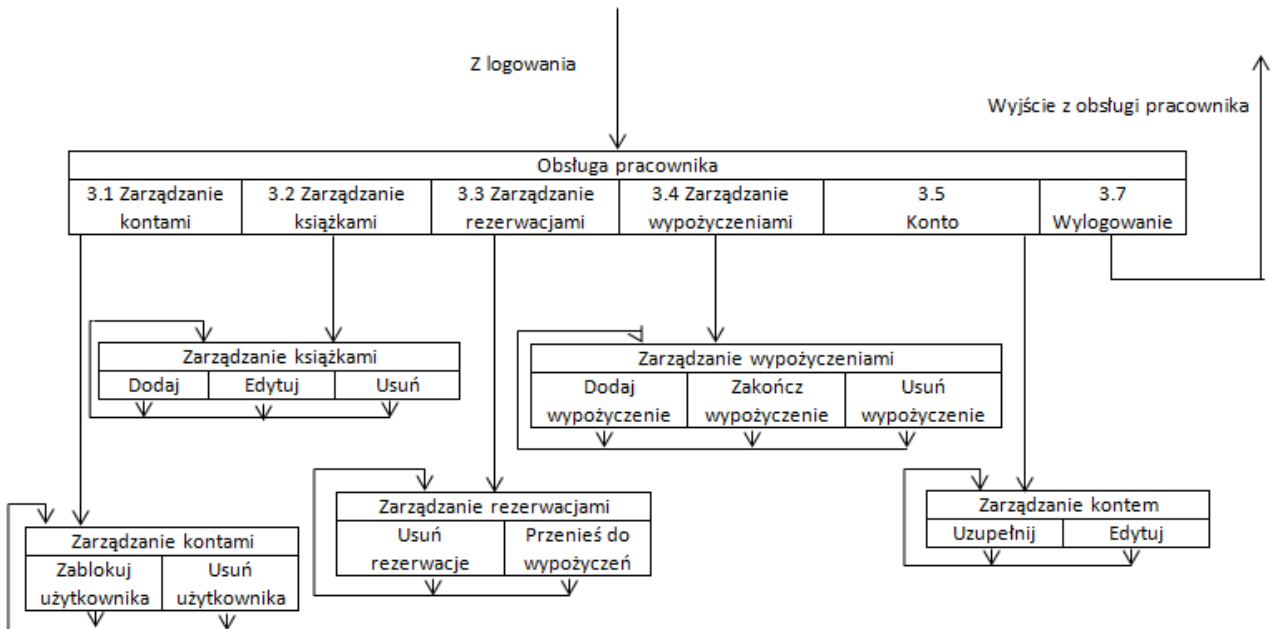 Z logowania
Wyjście z obsługi pracownika
Obsługa pracownika
3.1 Zarządzanie kontami
3.2 Zarządzanie książkami
3.3 Zarządzanie rezerwacjami
3.4 Zarządzanie wypożyczeniami
3.5 Konto
3.7 Wylogowanie
Zarządzanie książkami
Dodaj
Edytuj
Usuń
Zarządzanie wypożyczeniami
Dodaj wypożyczenie
Zakończ wypożyczenie
Usuń wypożyczenie
Zarządzanie rezerwacjami
Usuń rezerwacje
Przenieś do wypożyczeń
Zarządzanie kontem
Uzupełnij
Edytuj
Zarządzanie kontami
Zablokuj użytkownika
Usuń użytkownika